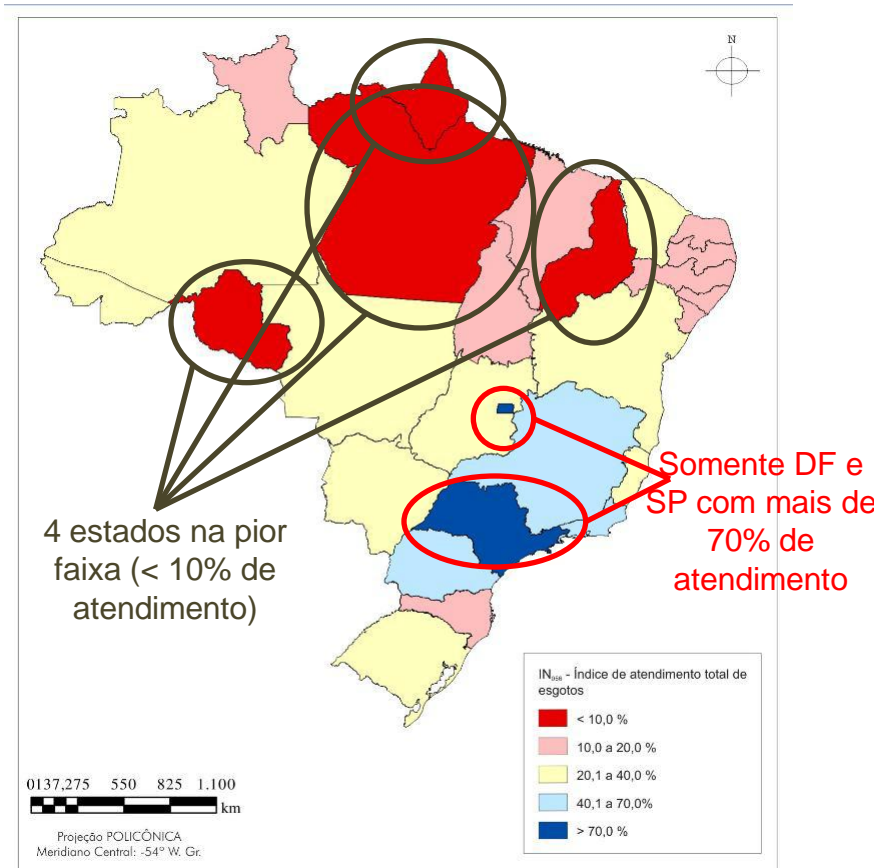 N
4 estados na pior
faixa (< 10% de
atendimento)
Somente DF e
SP com mais de
70% de
atendimento
IN₀₅₆ - Índice de atendimento total de
esgotos
< 10,0 %
10,0 a 20,0 %
20,1 a 40,0 %
40,1 a 70,0%
> 70,0 %
0137,275 550 825 1.100
km
Projeção POLICÔNICA
Meridiano Central: -54º W. Gr.